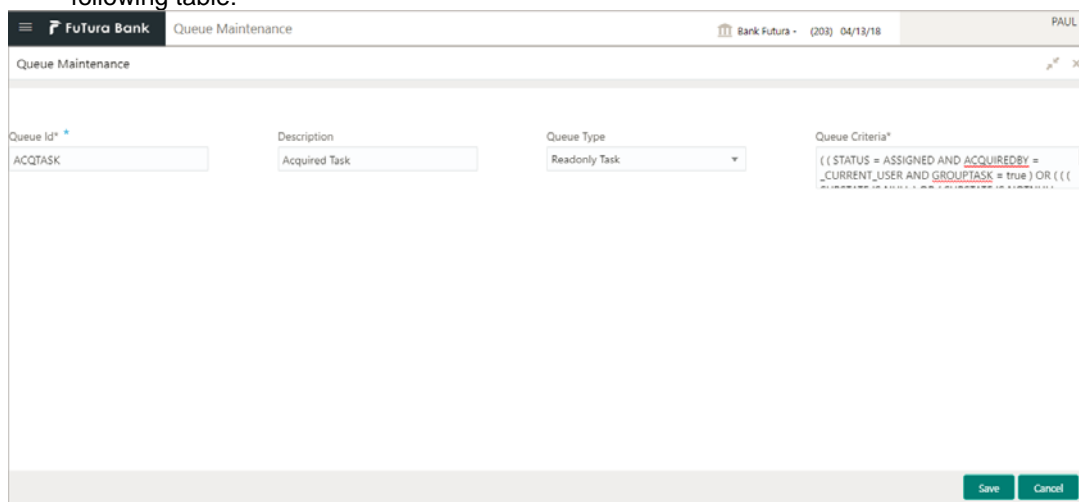 following table.
FuTura Bank Queue Maintenance Bank Futura - (203) 04/13/18 PAUL
Queue Maintenance
Queue Id* * Description Queue Type Queue Criteria*
ACQTASK Acquired Task Readonly Task ( ( STATUS = ASSIGNED AND ACQUIREDBY =
_CURRENT_USER AND GROUPTASK = true ) OR ( ( (
Save Cancel